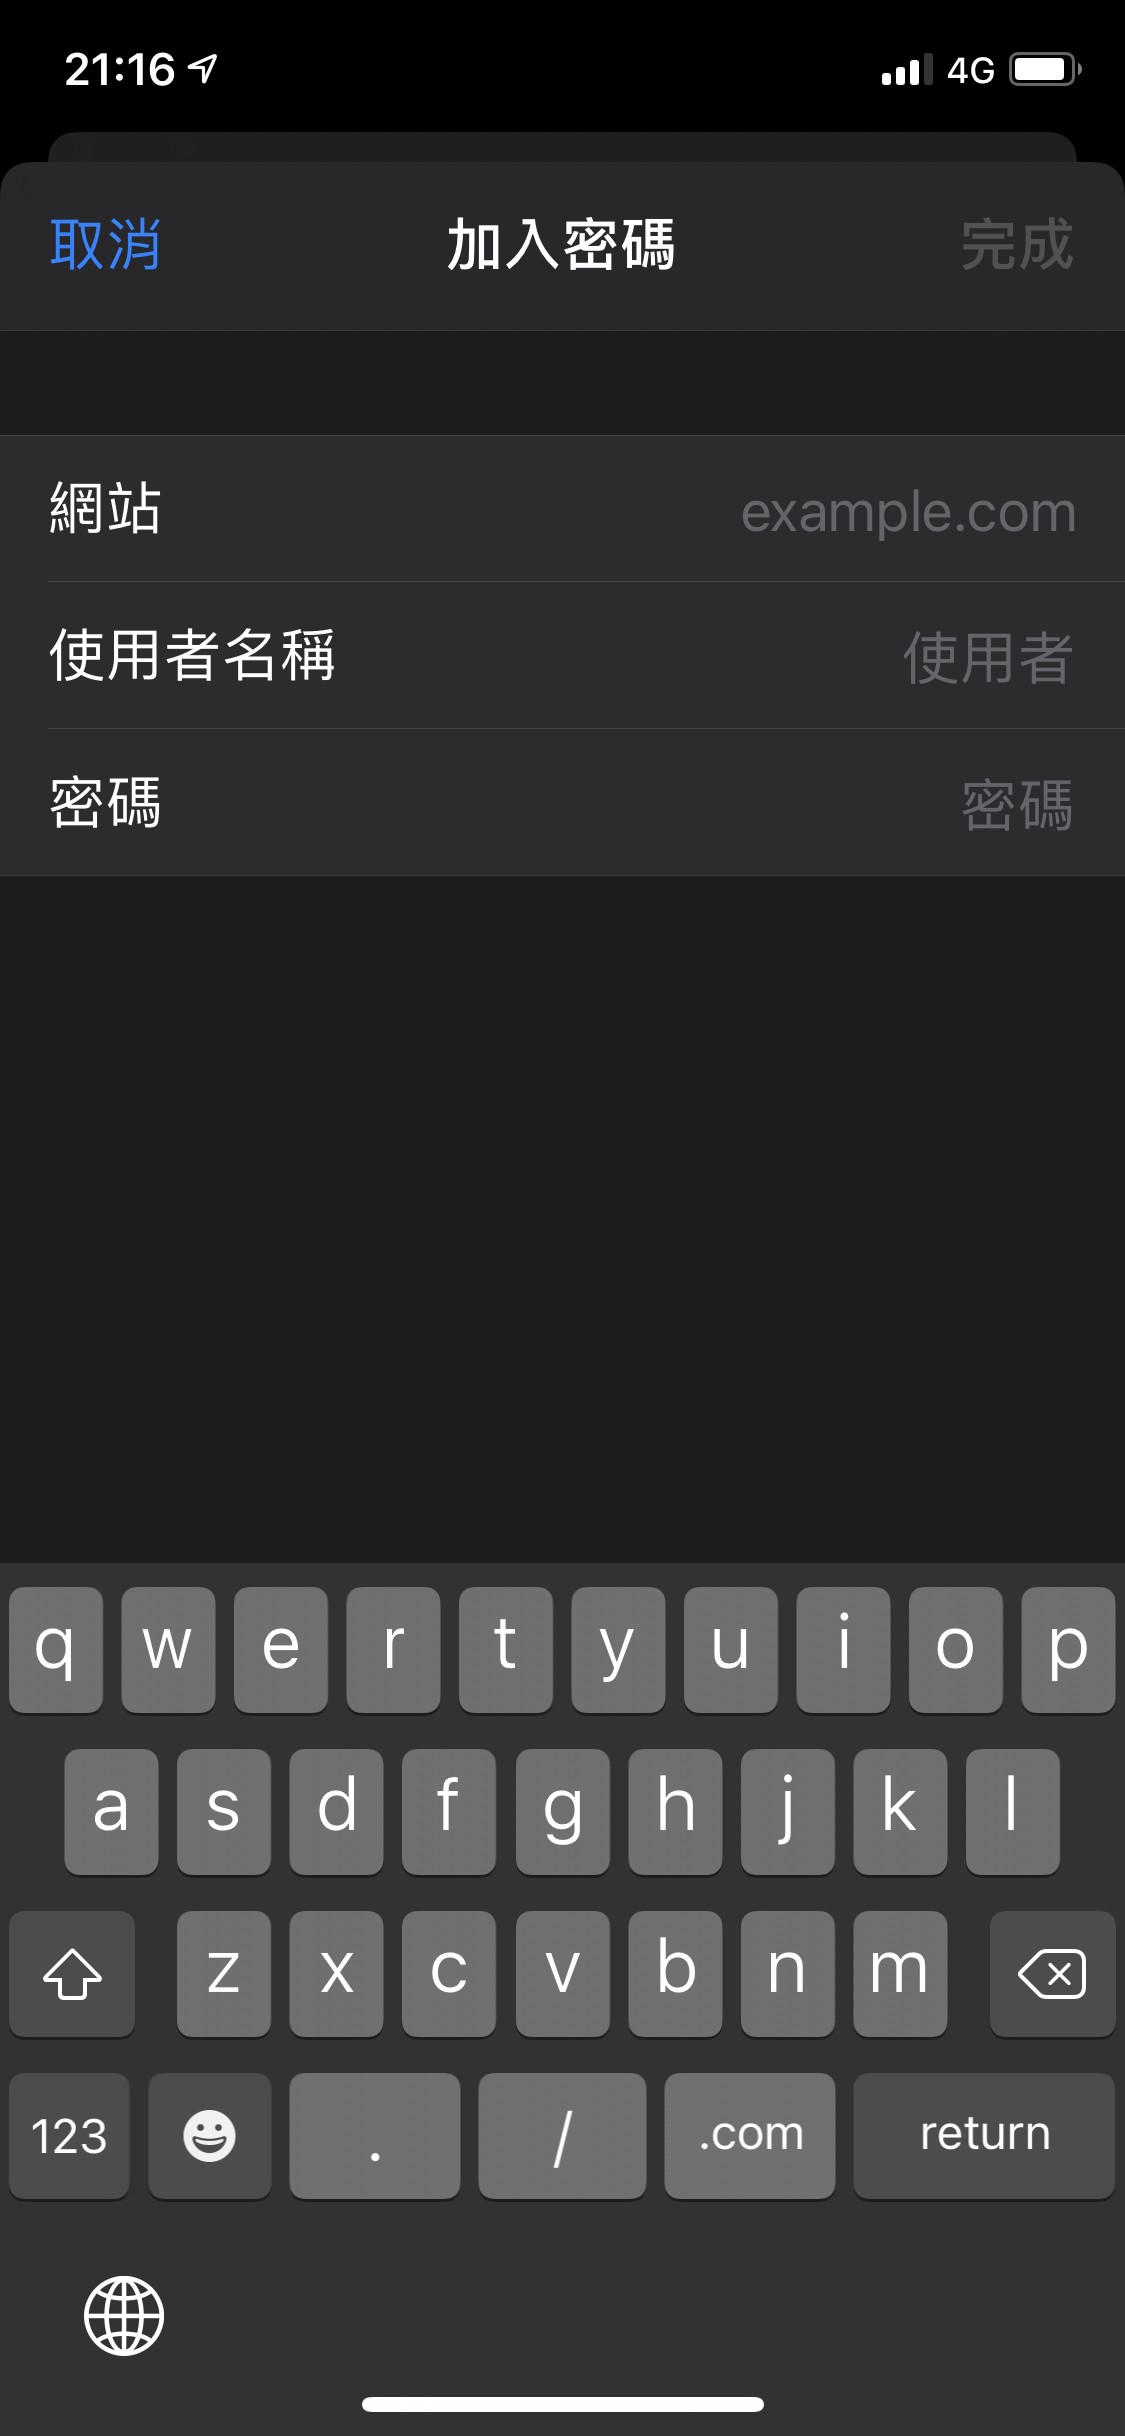 21:16 4G
取消 加入密碼 完成
網站 example.com
使用者名稱 使用者
密碼 密碼
q w e r t y u i o p
a s d f g h j k l
z x c v b n m
123 . / .com return